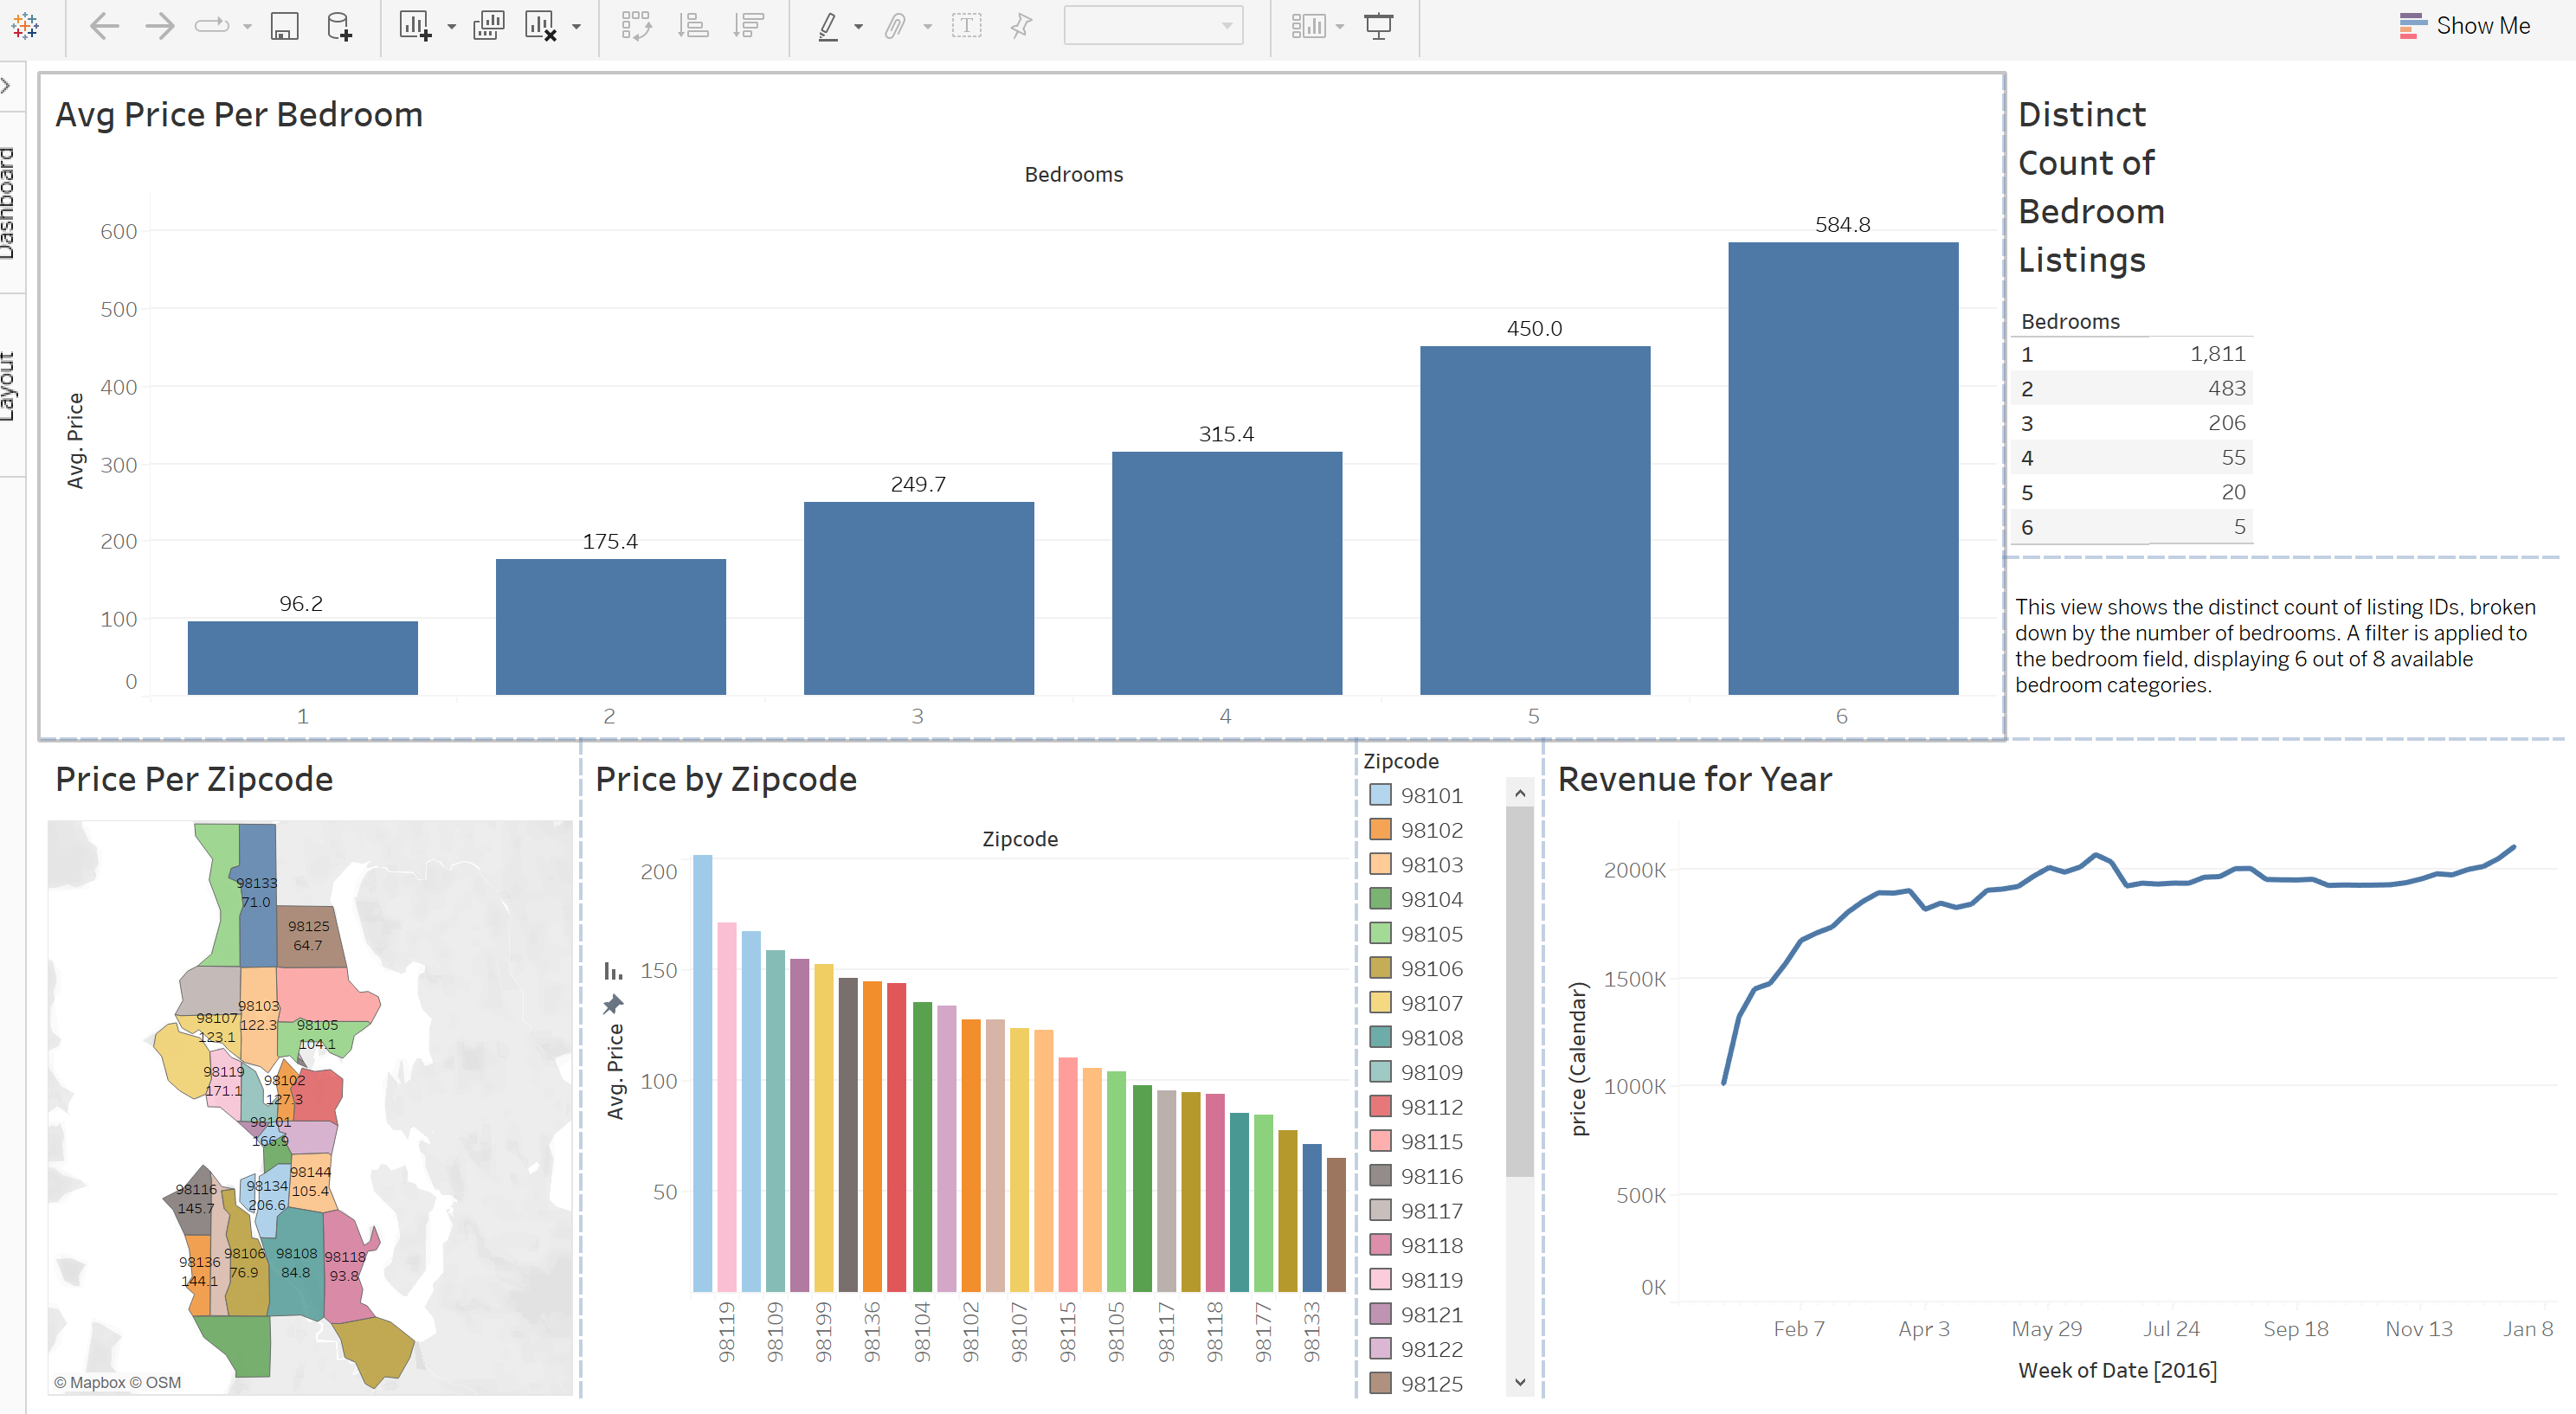 Show Me
Dashboard
Layout
Avg Price Per Bedroom
Bedrooms
Avg. Price
600
500
400
300
200
100
0
96.2
175.4
249.7
315.4
450.0
584.8
1
2
3
4
5
6
Distinct
Count of
Bedroom
Listings
Bedrooms
1 1,811
2 483
3 206
4 55
5 20
6 5
This view shows the distinct count of listing IDs, broken
down by the number of bedrooms. A filter is applied to
the bedroom field, displaying 6 out of 8 available
bedroom categories.
Price Per Zipcode
98133
71.0
98125
64.7
98103
122.3
98107
123.1
98105
104.1
98119
171.1
98102
127.3
98101
166.9
98144
105.4
98134
206.6
98116
145.7
98136
144.1
98106
76.9
98108
84.8
98118
93.8
© Mapbox © OSM
Price by Zipcode
Zipcode
Avg. Price
200
150
100
50
98119
98109
98199
98136
98104
98102
98107
98115
98105
98117
98118
98177
98133
Zipcode
98101
98102
98103
98104
98105
98106
98107
98108
98109
98112
98115
98116
98117
98118
98119
98121
98122
98125
Revenue for Year
price (Calendar)
2000K
1500K
1000K
500K
0K
Feb 7
Apr 3
May 29
Jul 24
Sep 18
Nov 13
Jan 8
Week of Date [2016]